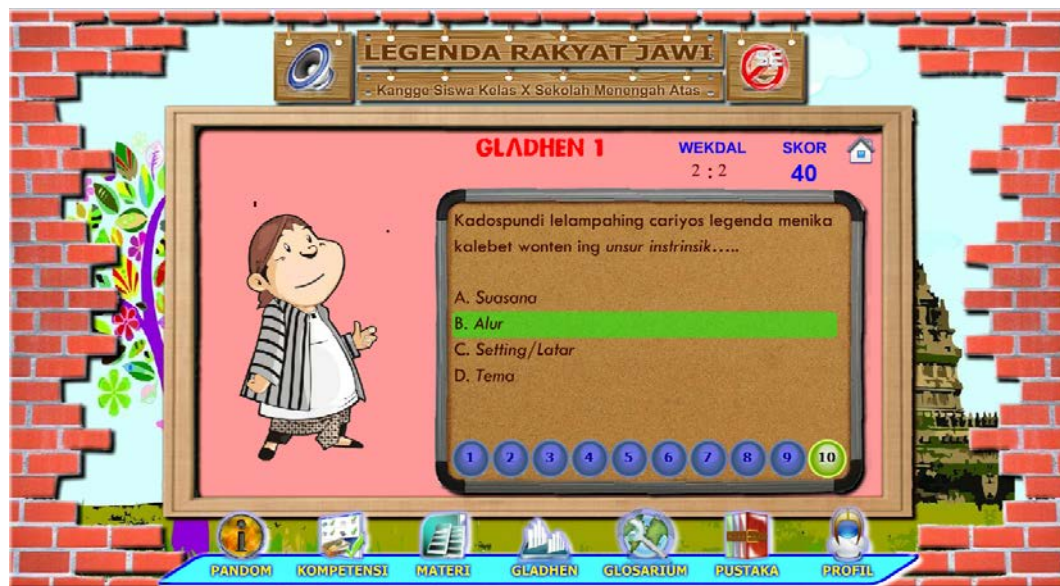 LEGENDA RAKYAT JAWI
Kangge Siswa Kelas X Sekolah Menengah Atas
GLADHEN 1
WEKDAL
2 : 2
SKOR
40
Kadospundi lelampahing cariyos legenda menika
kalebet wonten ing unsur instrinsik.....
A. Suasana
B. Alur
C. Setting/Latar
D. Tema
1 2 3 4 5 6 7 8 9 10
PANDOM KOMPETENSI MATERI GLADHEN GLOSARIUM PUSTAKA PROFIL